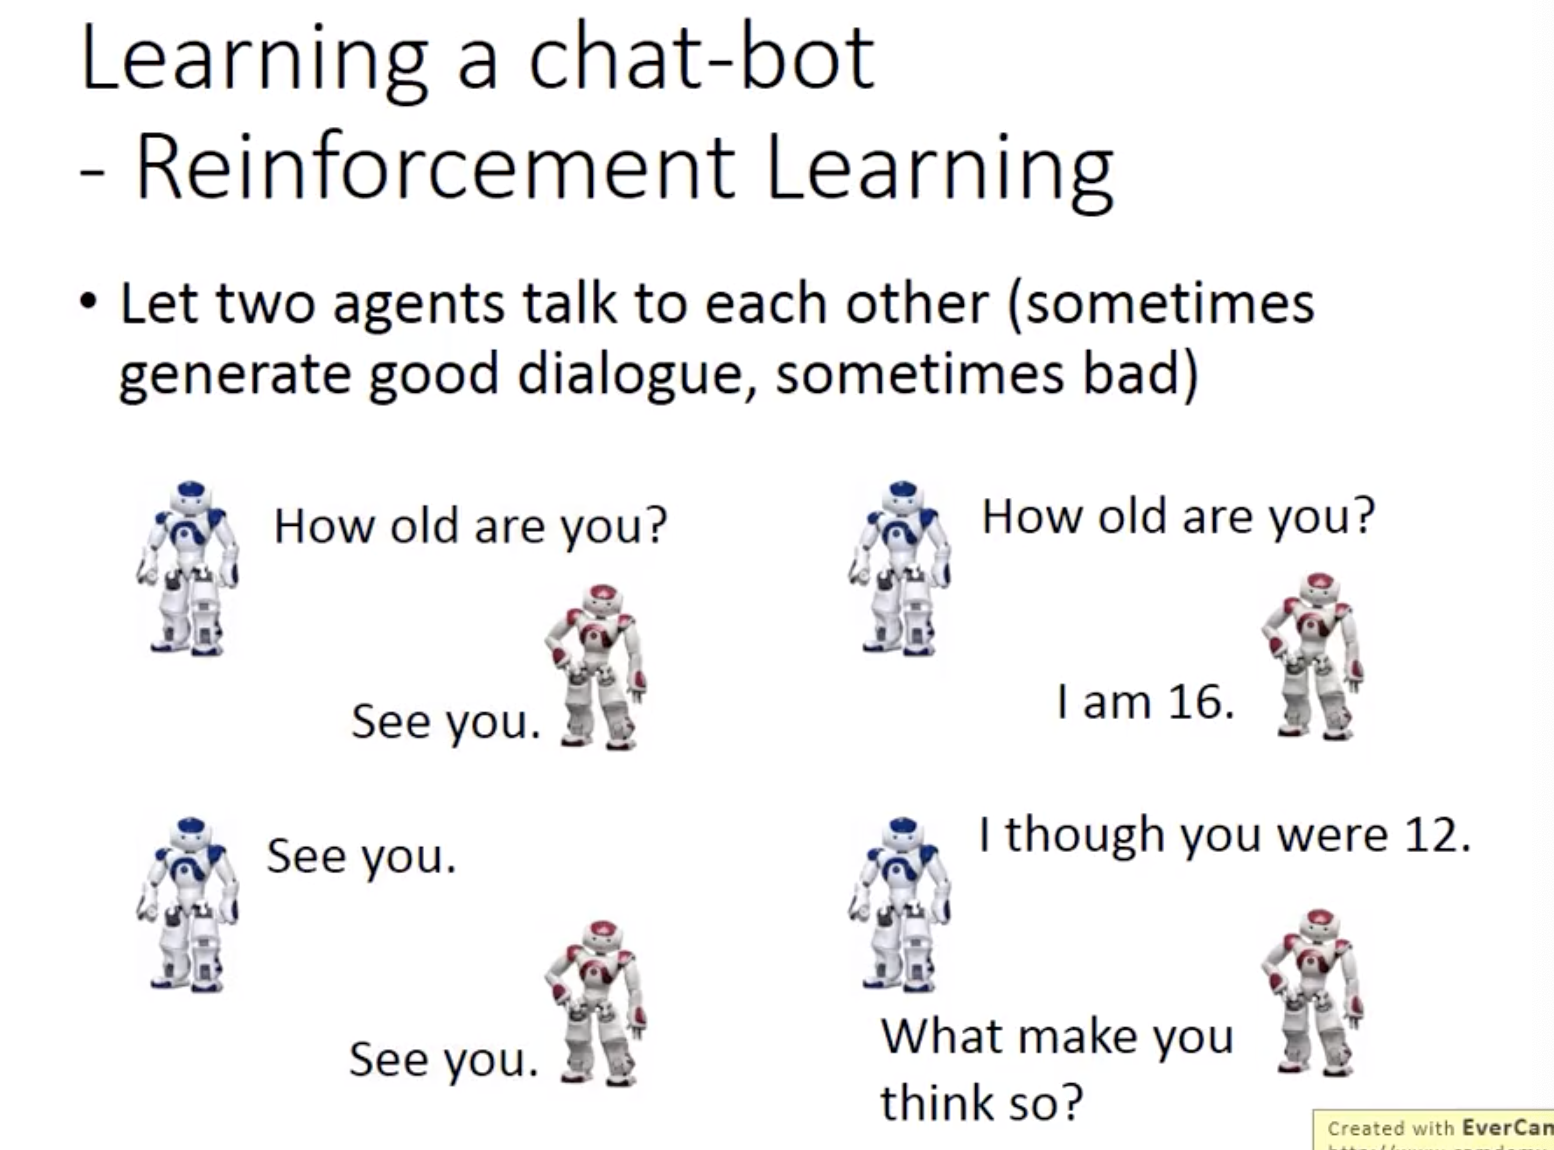 Learning a chat-bot
- Reinforcement Learning
• Let two agents talk to each other (sometimes
generate good dialogue, sometimes bad)
How old are you?
See you.
See you.
See you.
How old are you?
I am 16.
I though you were 12.
What make you
think so?
Created with EverCam